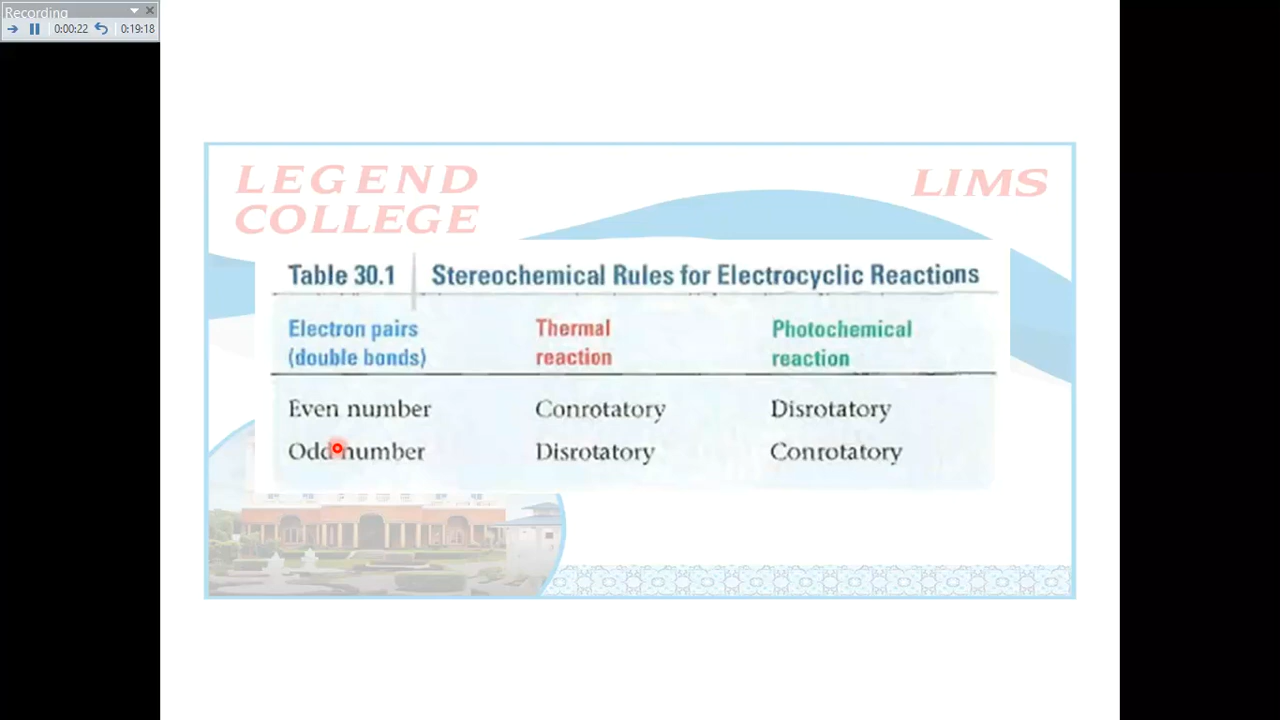 Recording
0:00:22 0:19:18
LEGEND
COLLEGE
LIMS
Table 30.1 Stereochemical Rules for Electrocyclic Reactions
Electron pairs
(double bonds)
Thermal
reaction
Photochemical
reaction
Even number Conrotatory Disrotatory
Odd number Disrotatory Conrotatory